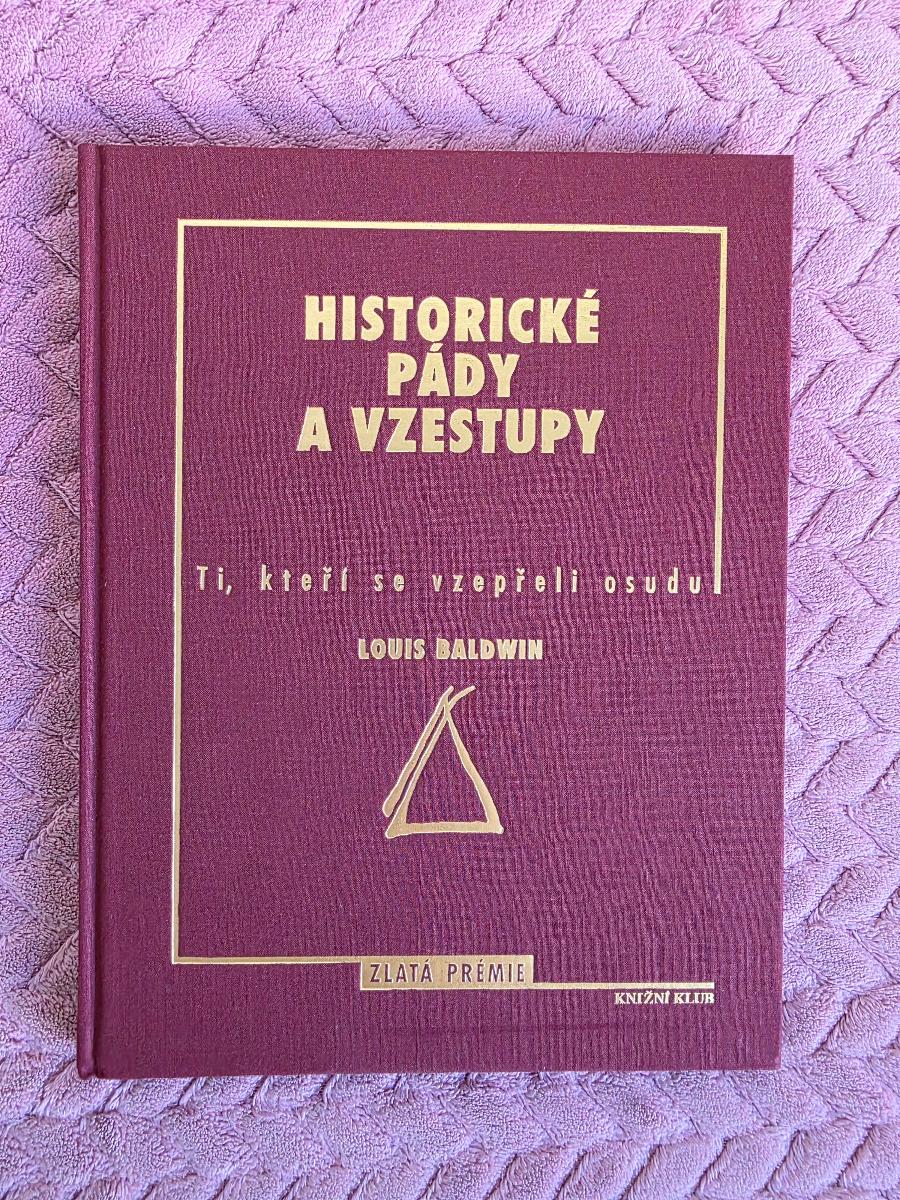 HISTORICKÉ
PÁDY
A VZESTUPY
Ti, kteří se vzepřeli osudu
LOUIS BALDWIN
ZLATÁ PRÉMIE
KNIŽNÍ KLUB